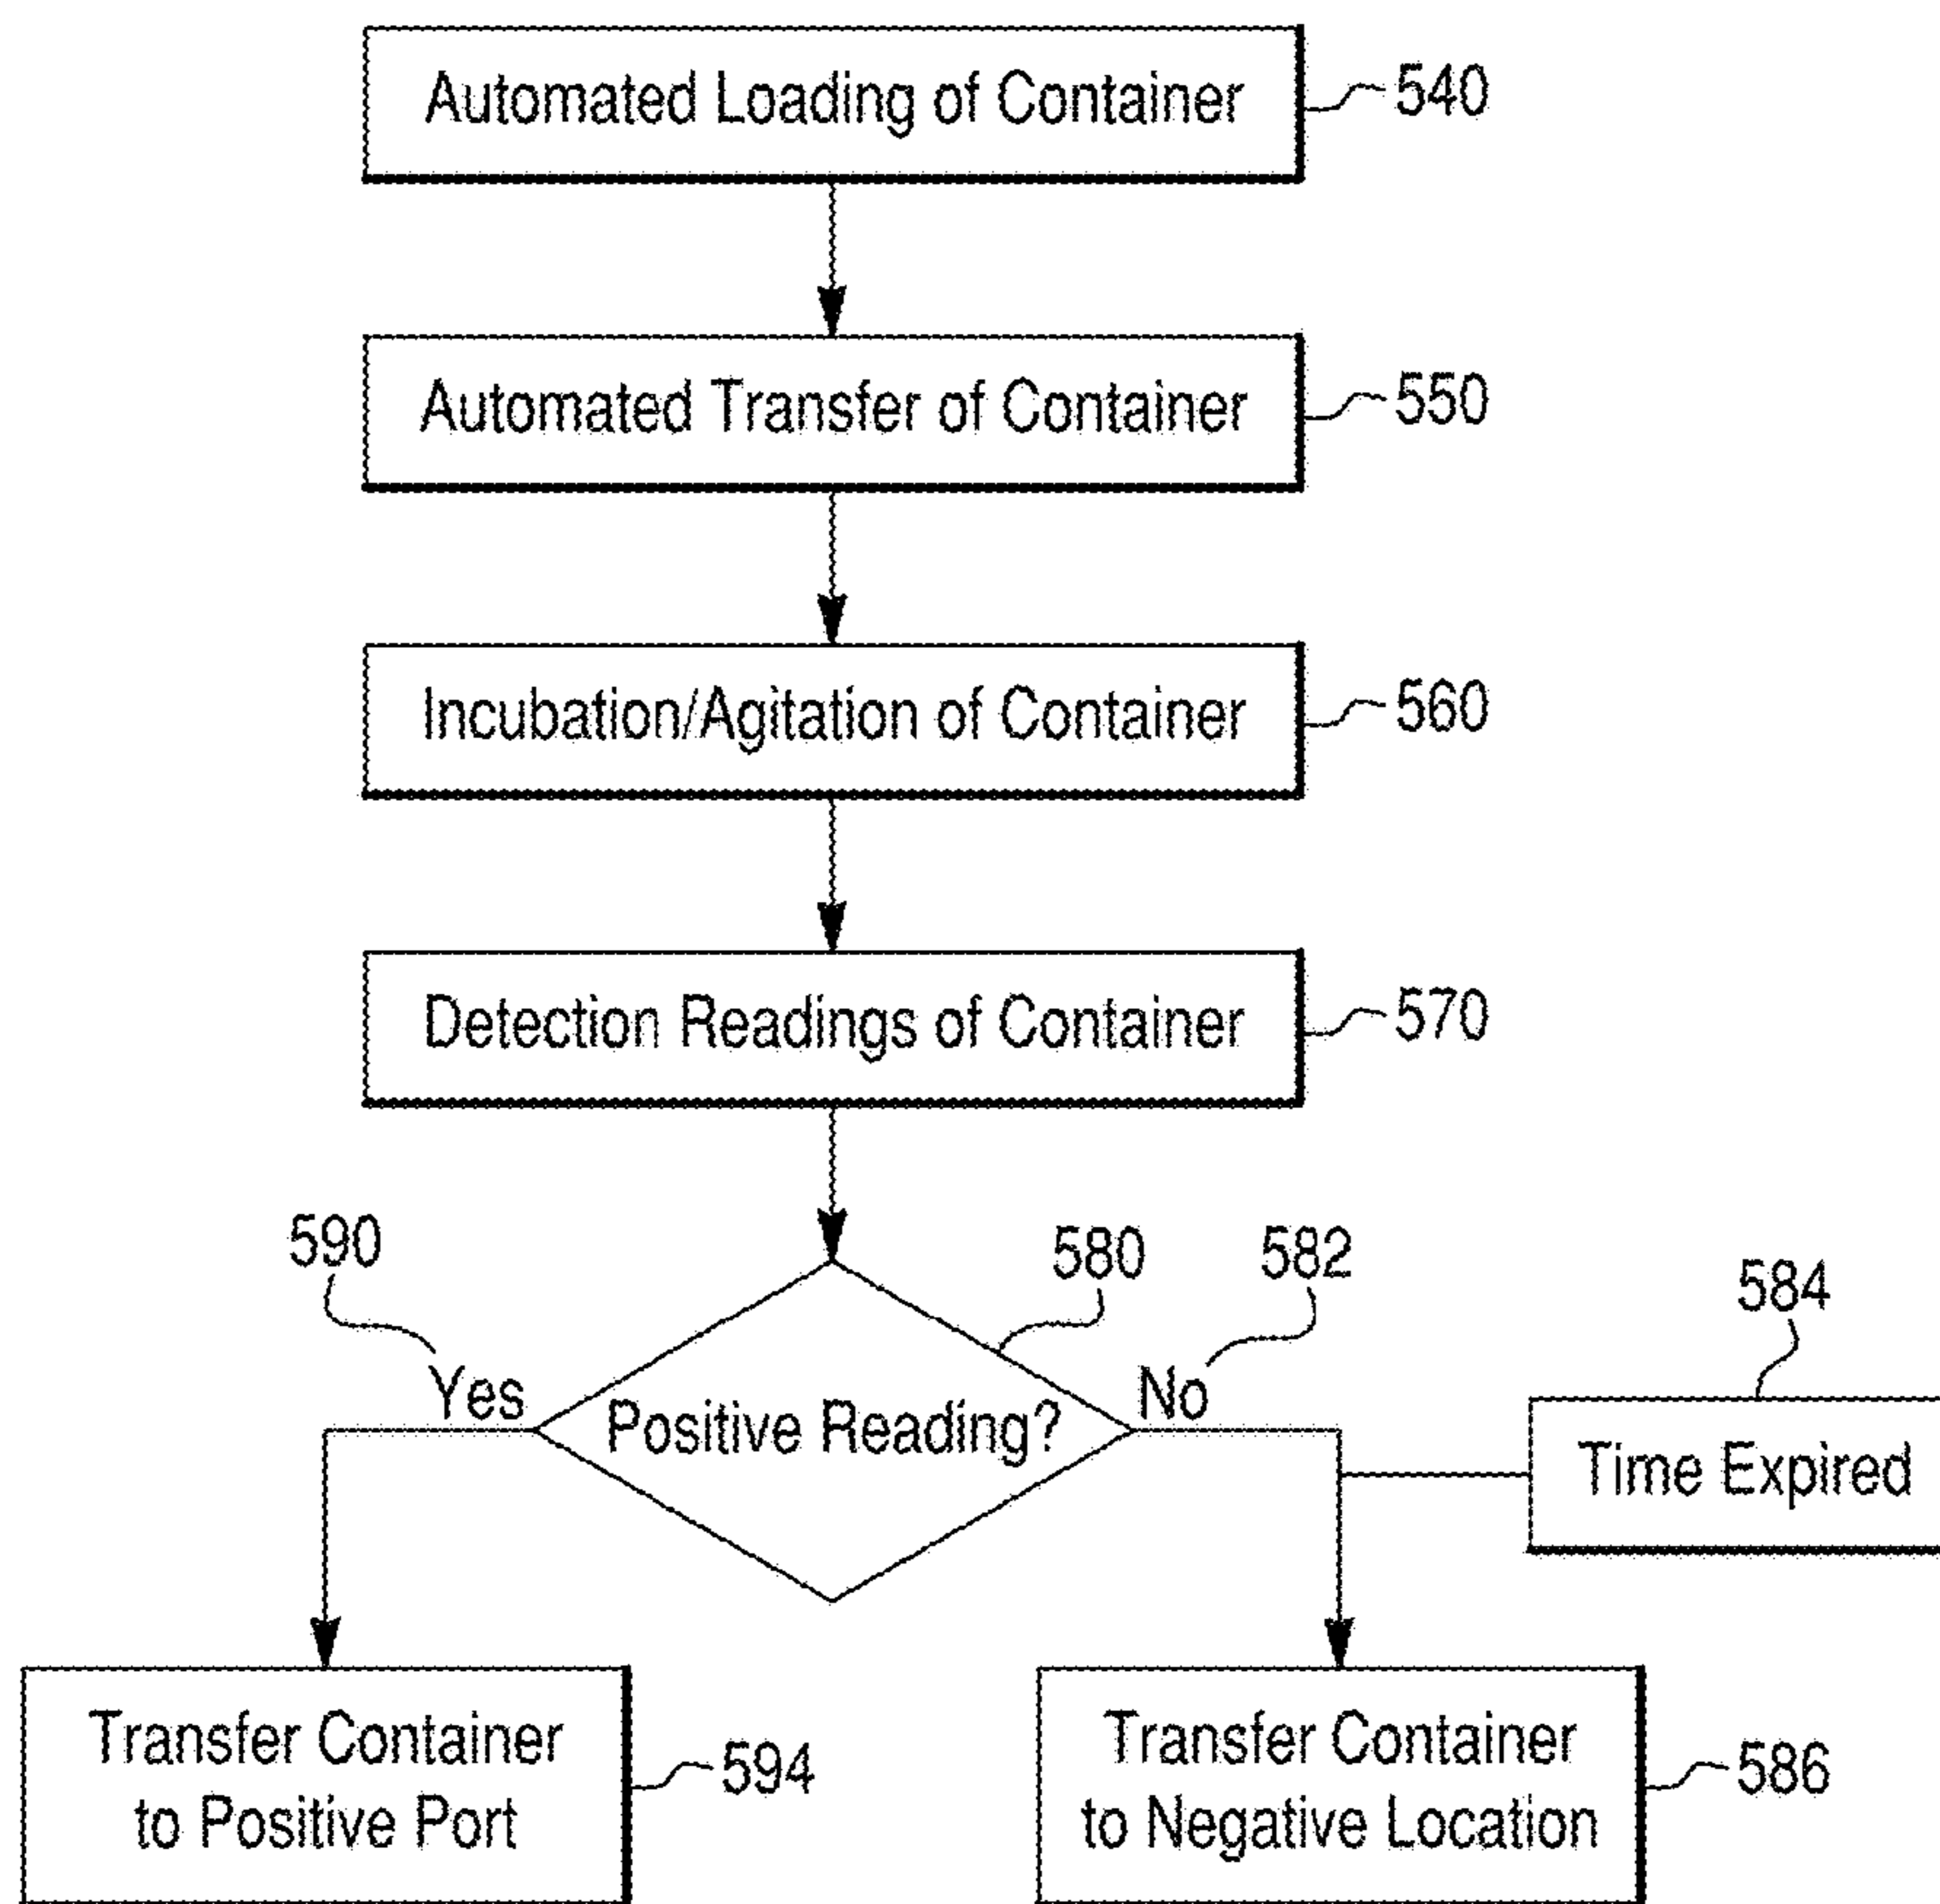 Automated Loading of Container
540
Automated Transfer of Container
550
Incubation/Agitation of Container
560
Detection Readings of Container
570
590
580
582
584
Yes
Positive Reading?
No
Time Expired
Transfer Container
to Positive Port
594
Transfer Container
to Negative Location
586